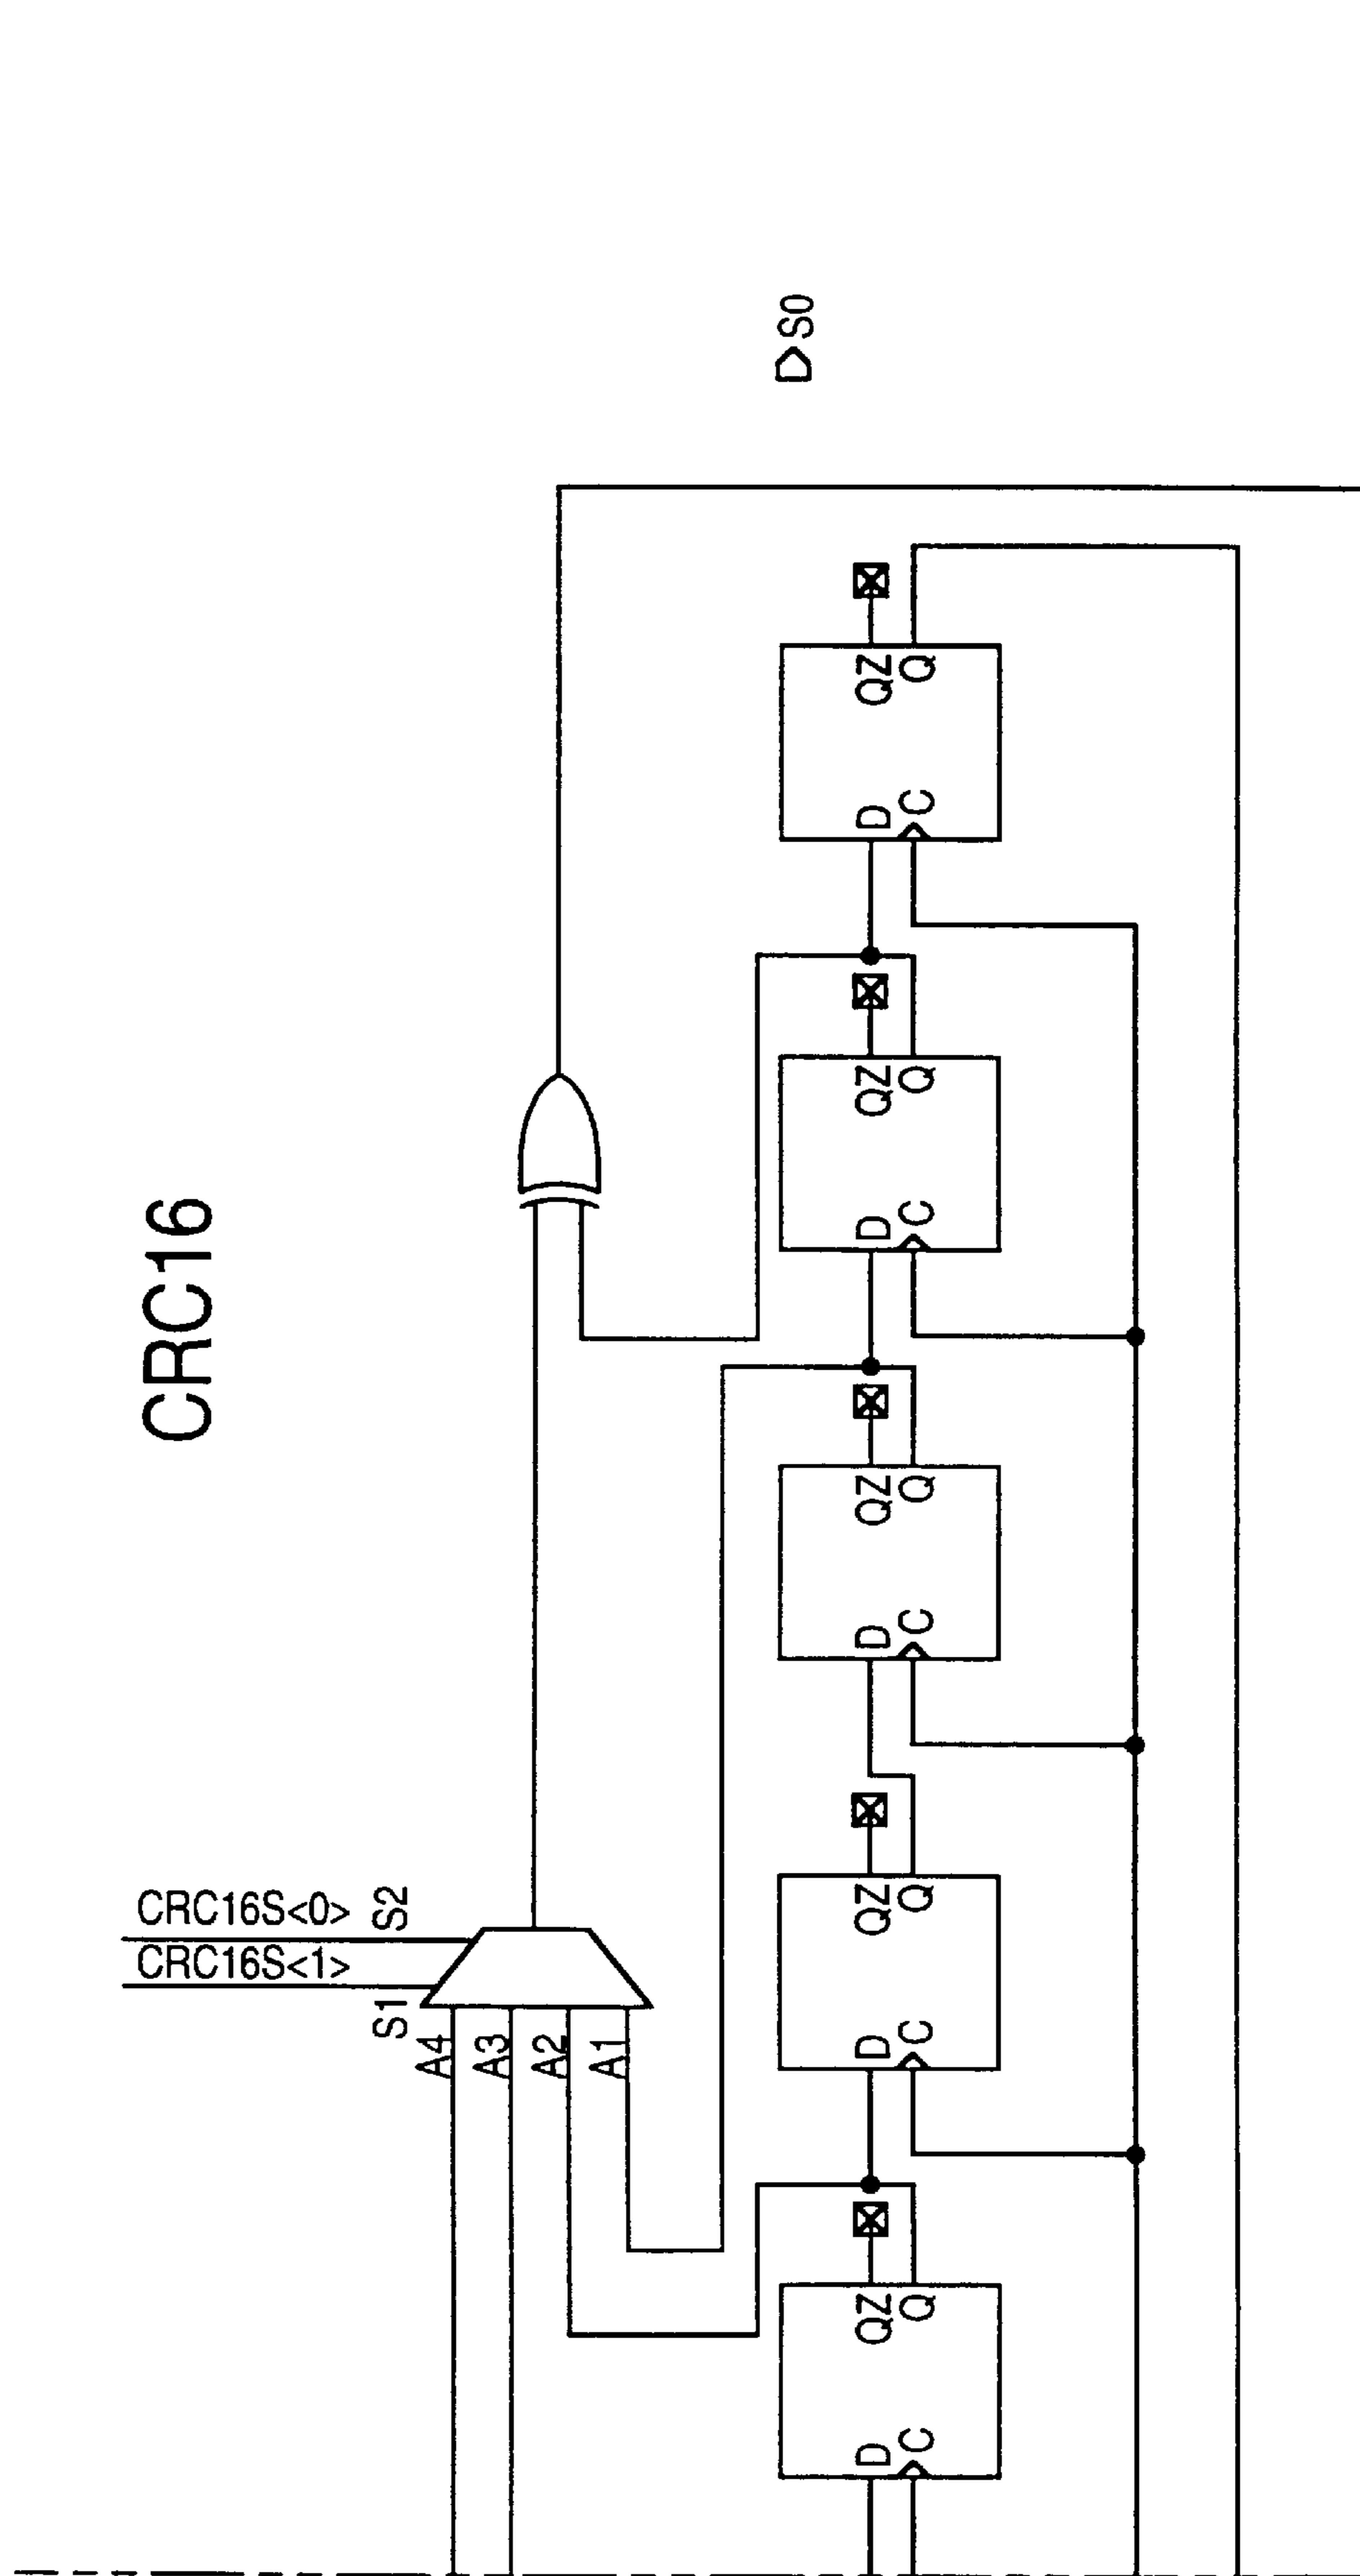 CRC16
CRC16S<0>
S2
CRC16S<1>
S1
A4
A3
A2
A1
S0
D
C
QZ
Q
D
C
QZ
Q
D
C
QZ
Q
D
C
QZ
Q
D
C
QZ
Q